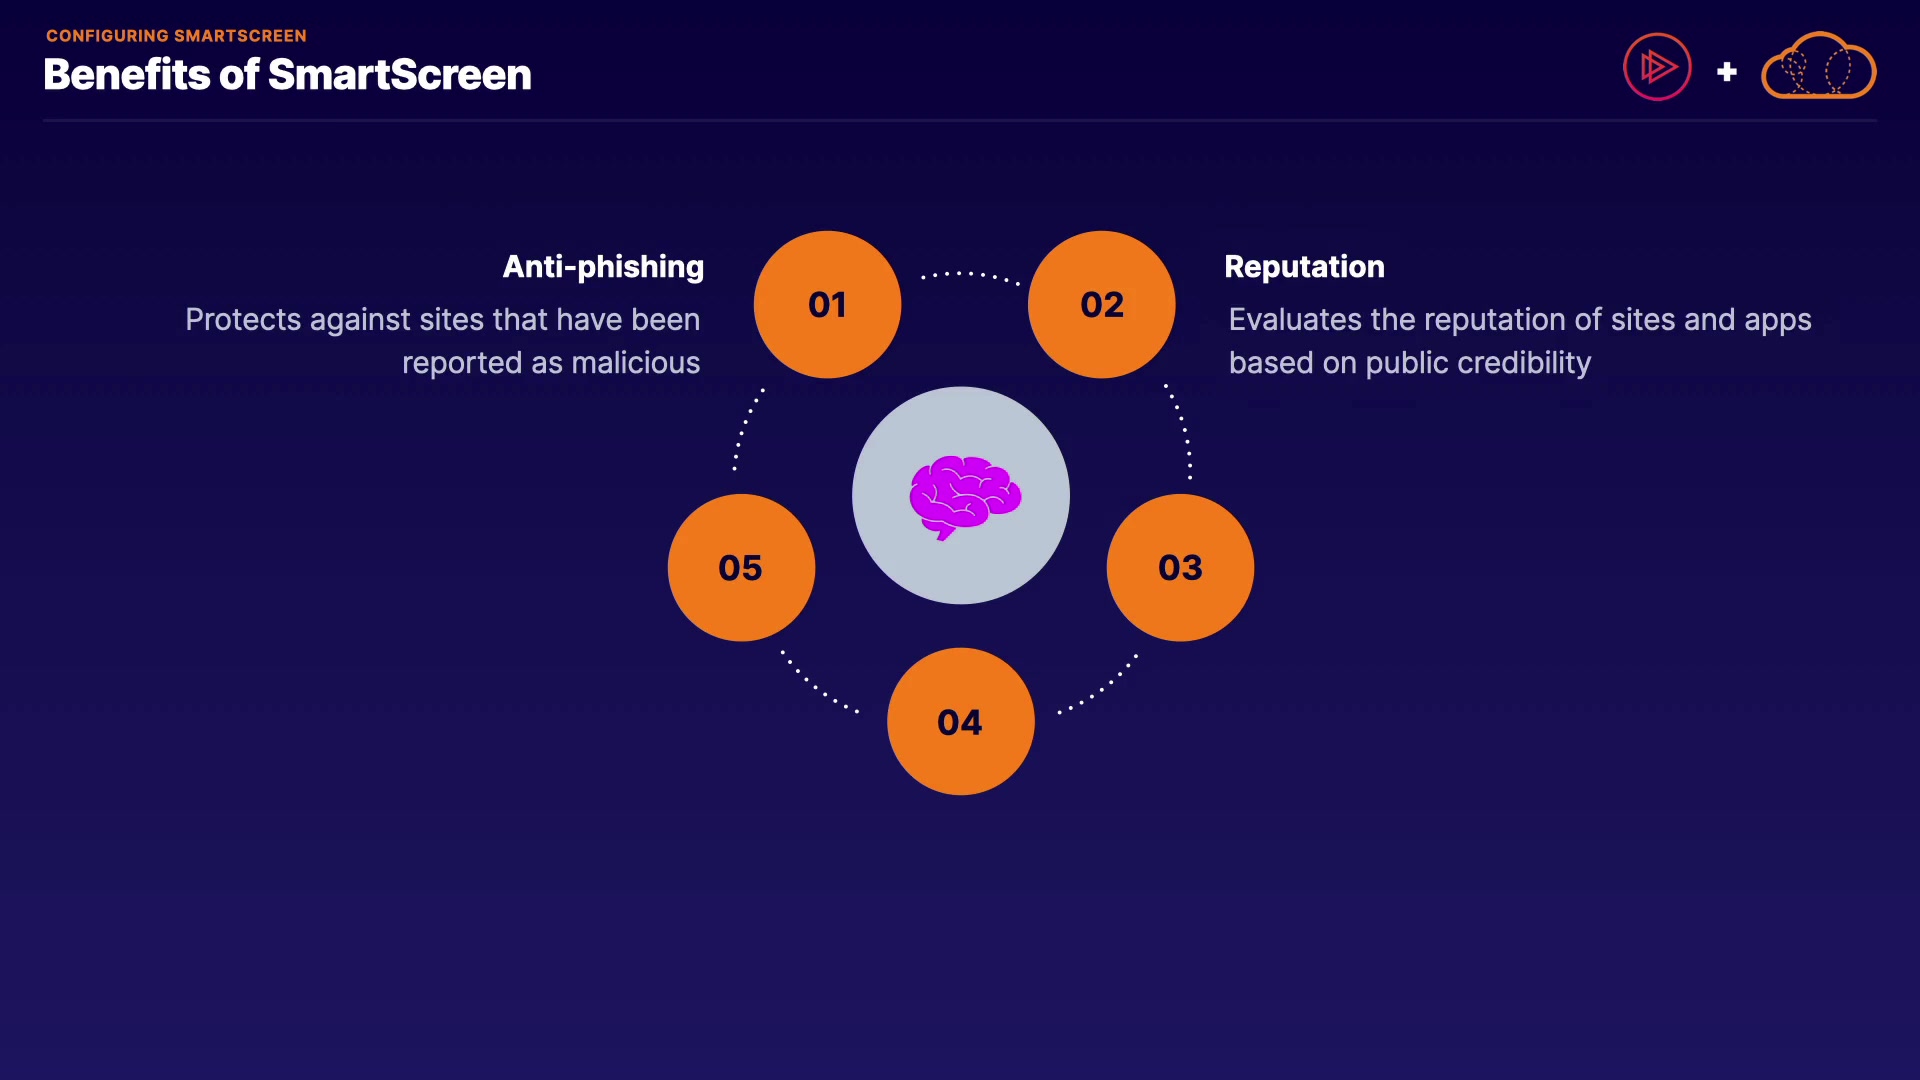 CONFIGURING SMARTSCREEN
Benefits of SmartScreen
Anti-phishing
Protects against sites that have been
reported as malicious
01
02
Reputation
Evaluates the reputation of sites and apps
based on public credibility
05
03
04